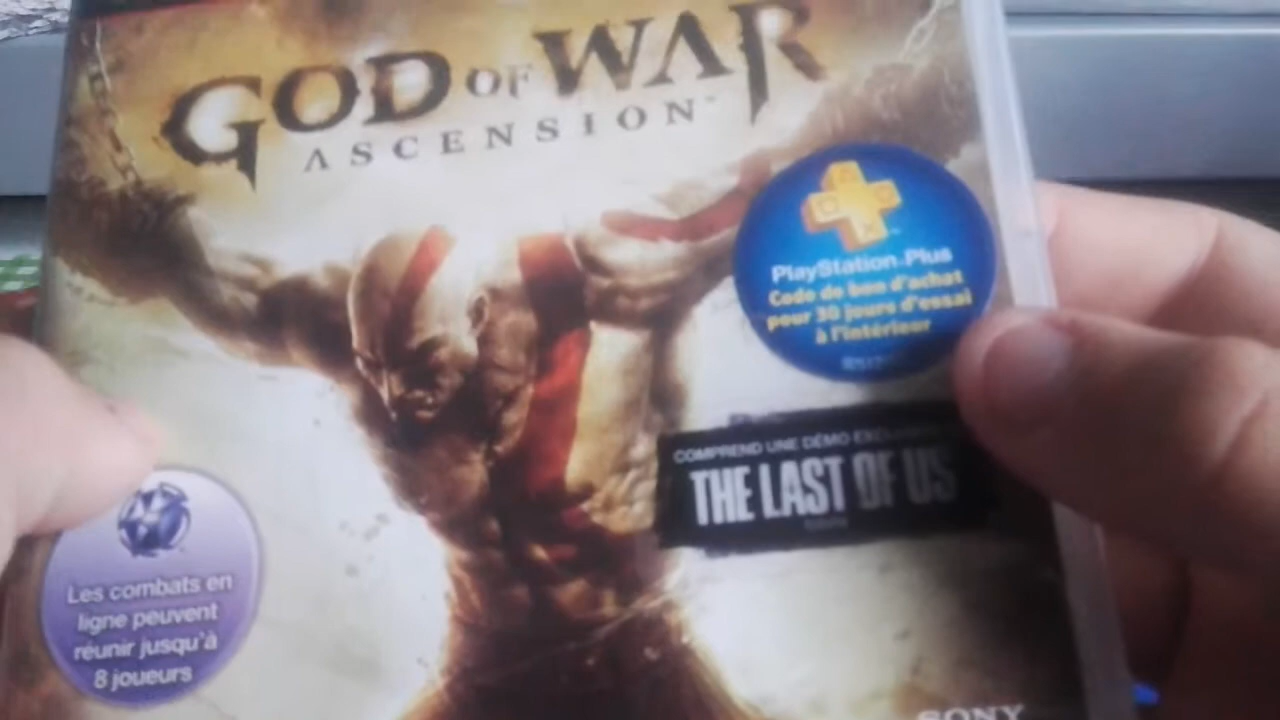 GOD OF WAR
ASCENSION™
PlayStation Plus
Code de bon d'achat
pour 30 jours d'essai
à l'intérieur
COMPREND UNE DÉMO
THE LAST OF US
Les combats en
ligne peuvent
réunir jusqu'à
8 joueurs
SONY